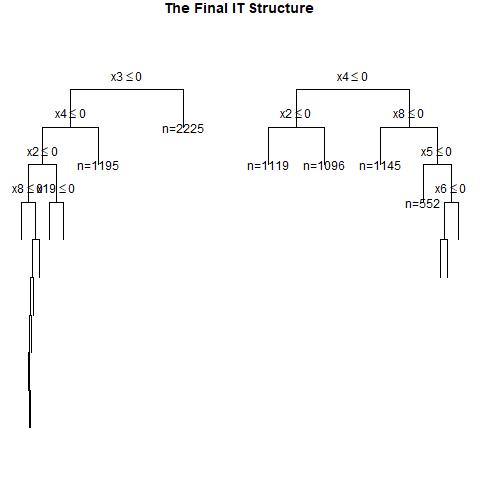 The Final IT Structure
x3 ≤ 0
x4 ≤ 0
x4 ≤ 0
n=2225
x2 ≤ 0
x8 ≤ 0
x2 ≤ 0
n=1195
n=1119
n=1096
n=1145
x5 ≤ 0
x8 ≤ 0
x19 ≤ 0
n=552
x6 ≤ 0